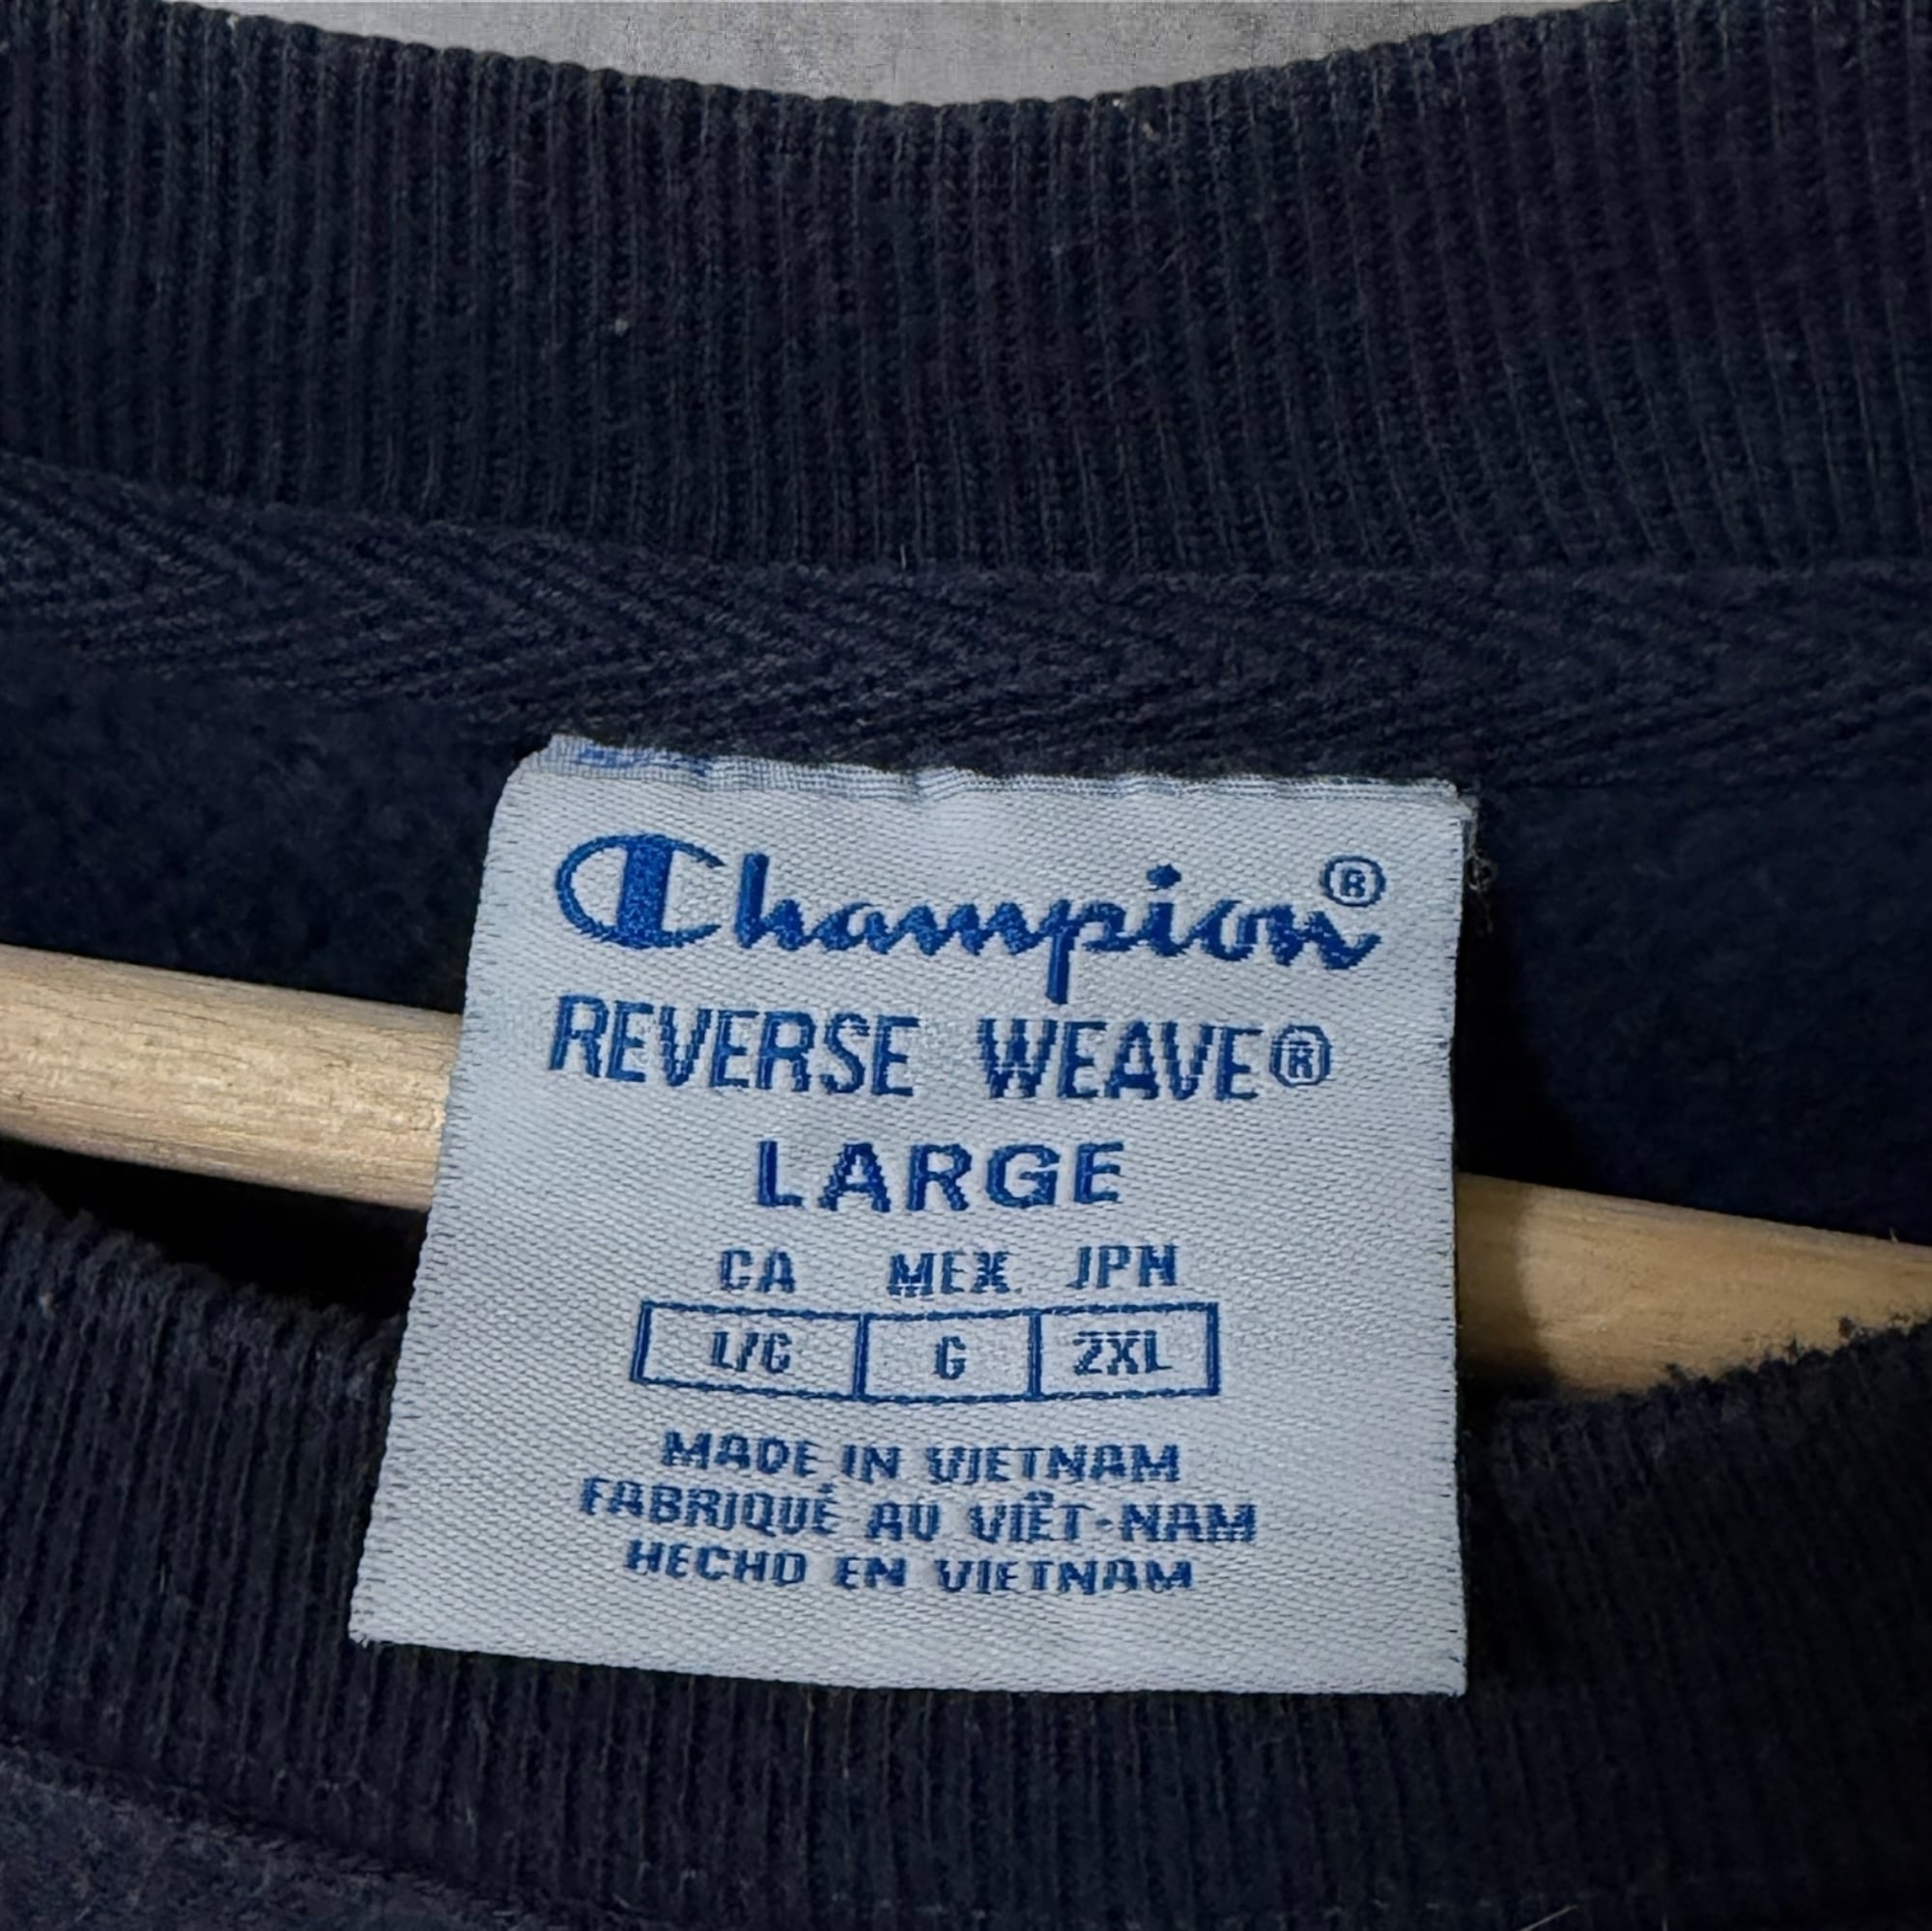 Champion®
REVERSE WEAVE®
LARGE
CA MEX. JPN
L/G G 2XL
MADE IN VIETNAM
FABRIQUÉ AU VIÊT-NAM
HECHO EN VIETNAM